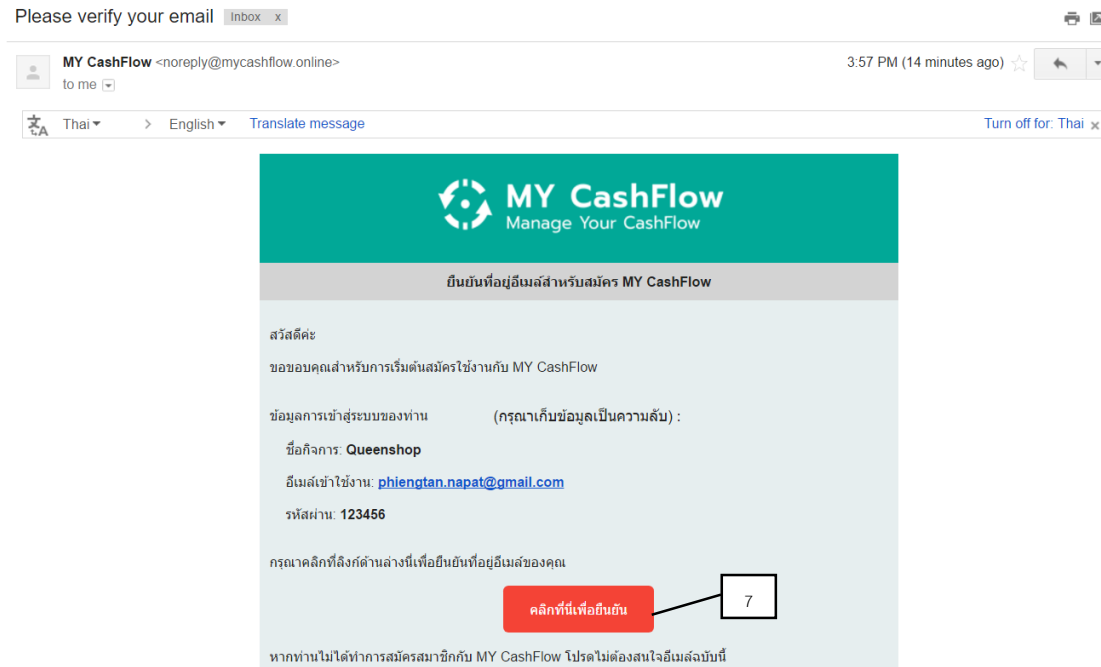 Please verify your email Inbox x
MY CashFlow <noreply@mycashflow.online> 3:57 PM (14 minutes ago)
to me
Thai > English Translate message Turn off for: Thai x
MY CashFlow
Manage Your CashFlow
ยืนยันที่อยู่อีเมล์สำหรับสมัคร MY CashFlow
สวัสดีค่ะ
ขอขอบคุณสำหรับการเริ่มต้นสมัครใช้งานกับ MY CashFlow
ข้อมูลการเข้าสู่ระบบของท่าน (กรุณาเก็บข้อมูลเป็นความลับ) :
ชื่อกิจการ: Queenshop
อีเมล์เข้าใช้งาน: phiengtan.napat@gmail.com
รหัสผ่าน: 123456
กรุณาคลิกที่ลิงก์ด้านล่างนี้เพื่อยืนยันที่อยู่อีเมล์ของคุณ
คลิกที่นี่เพื่อยืนยัน 7
หากท่านไม่ได้ทำการสมัครสมาชิกกับ MY CashFlow โปรดไม่ต้องสนใจอีเมล์ฉบับนี้